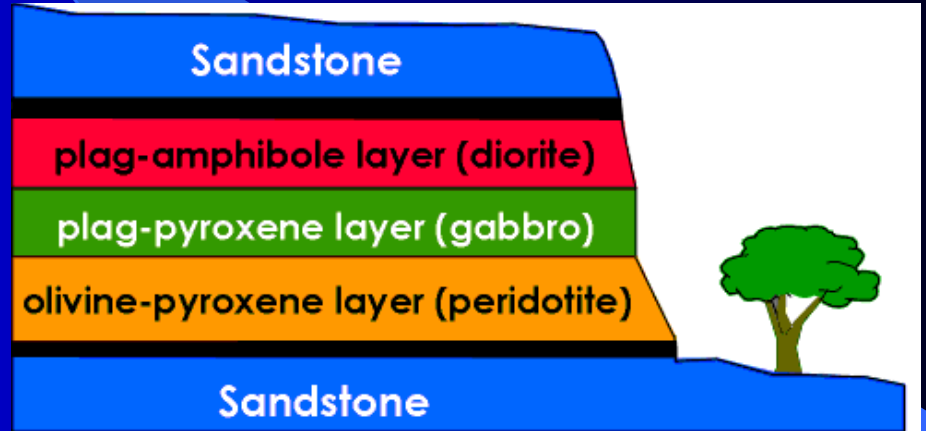 Sandstone
plag-amphibole layer (diorite)
plag-pyroxene layer (gabbro)
olivine-pyroxene layer (peridotite)
Sandstone